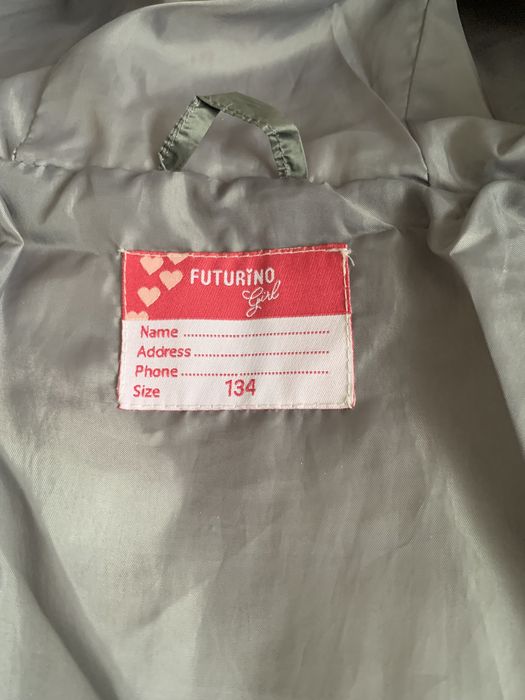 FUTURINO
Girl
Name ..............................
Address ...........................
Phone ..............................
Size 134